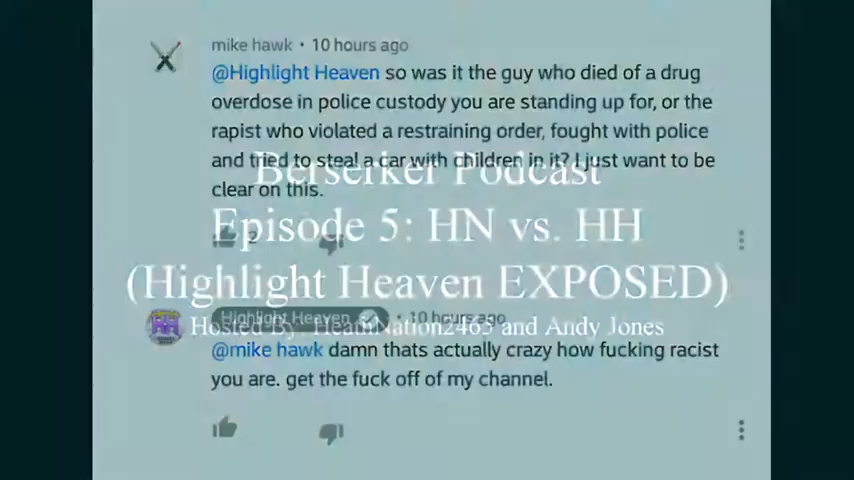 mike hawk • 10 hours ago
@Highlight Heaven so was it the guy who died of a drug
overdose in police custody you are standing up for, or the
rapist who violated a restraining order, fought with police
and tried to steal a car with children in it? I just want to be
clear on this.
2
Berserker Podcast
Episode 5: HN vs. HH
(Highlight Heaven EXPOSED)
Hosted By: HeathNation2465 and Andy Jones
HH
Highlight Heaven • 10 hours ago
@mike hawk damn thats actually crazy how fucking racist
you are. get the fuck off of my channel.